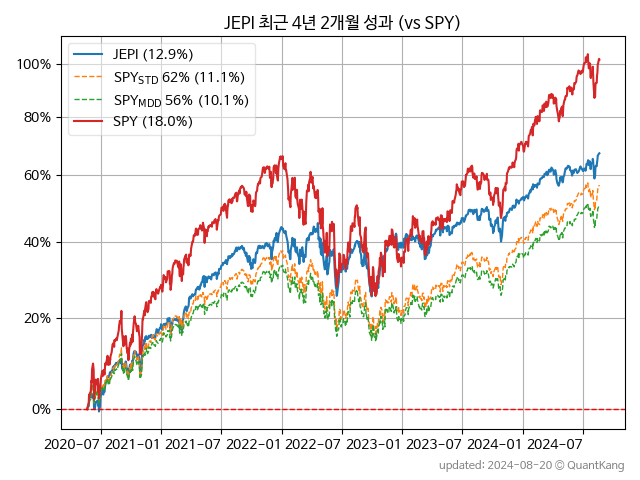 JEPI 최근 4년 2개월 성과 (vs SPY)
JEPI (12.9%)
SPYSTD 62% (11.1%)
SPYMDD 56% (10.1%)
SPY (18.0%)
100%
80%
60%
40%
20%
0%
2020-07 2021-01 2021-07 2022-01 2022-07 2023-01 2023-07 2024-01 2024-07
updated: 2024-08-20 © QuantKang